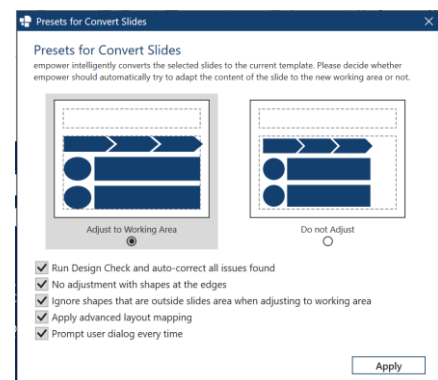 Presets for Convert Slides
Presets for Convert Slides
empower intelligently converts the selected slides to the current template. Please decide whether
empower should automatically try to adapt the content of the slide to the new working area or not.
Adjust to Working Area
Do not Adjust
Run Design Check and auto-correct all issues found
No adjustment with shapes at the edges
Ignore shapes that are outside slides area when adjusting to working area
Apply advanced layout mapping
Prompt user dialog every time
Apply